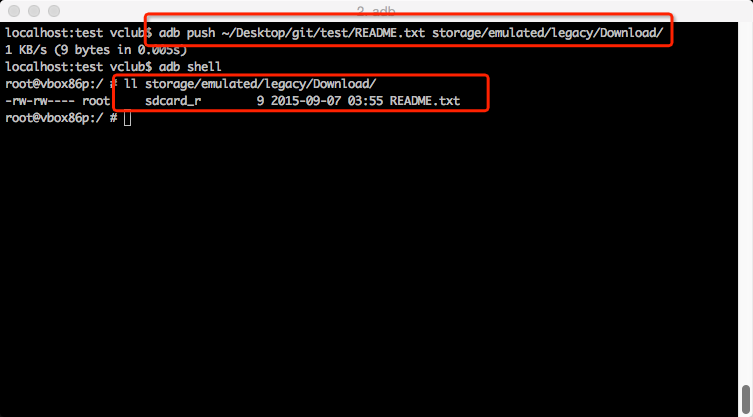 2. adb
localhost:test vclub$ adb push ~/Desktop/git/test/README.txt storage/emulated/legacy/Download/
1 KB/s (9 bytes in 0.005s)
localhost:test vclub$ adb shell
root@vbox86p:/ # ll storage/emulated/legacy/Download/
-rw-rw---- root     sdcard_r        9 2015-09-07 03:55 README.txt
root@vbox86p:/ #